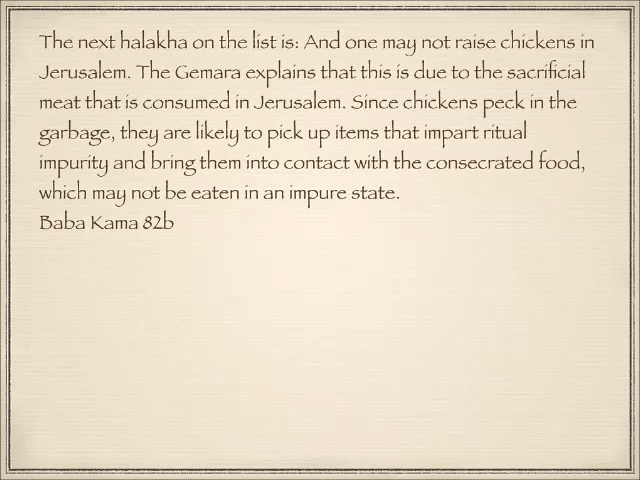 The next halakha on the list is: And one may not raise chickens in
Jerusalem. The Gemara explains that this is due to the sacrificial
meat that is consumed in Jerusalem. Since chickens peck in the
garbage, they are likely to pick up items that impart ritual
impurity and bring them into contact with the consecrated food,
which may not be eaten in an impure state.
Baba Kama 82b